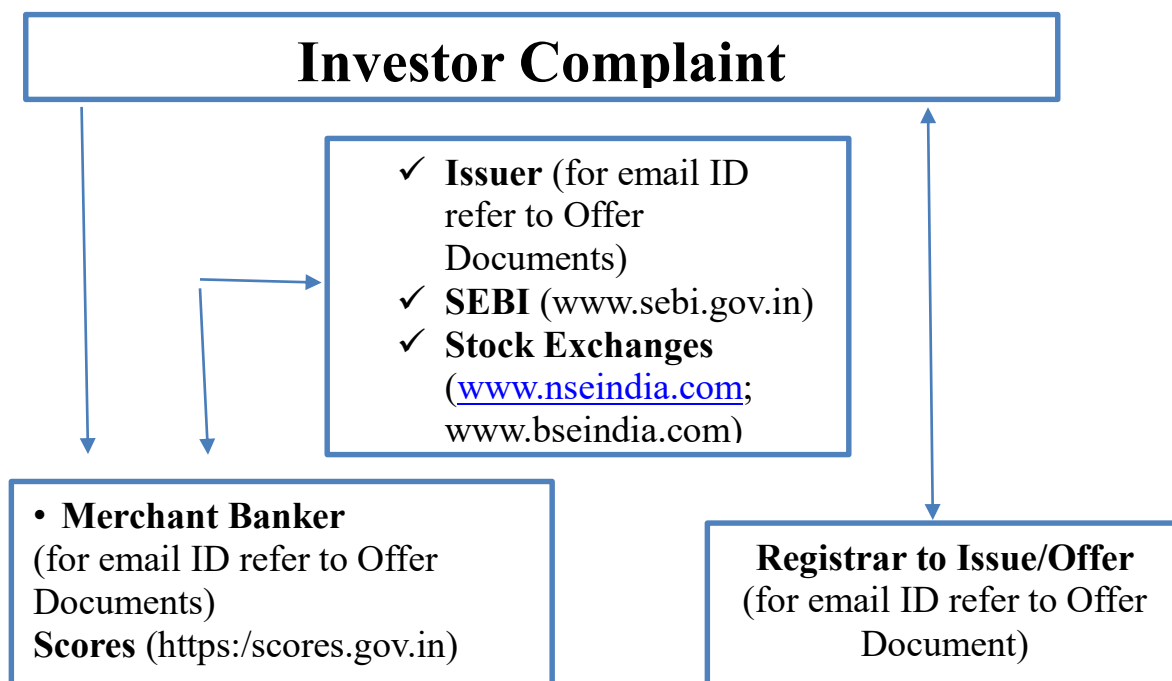 Investor Complaint
✓ Issuer (for email ID
refer to Offer
Documents)
✓ SEBI (www.sebi.gov.in)
✓ Stock Exchanges
(www.nseindia.com;
www.bseindia.com)
• Merchant Banker
(for email ID refer to Offer
Documents)
Scores (https:/scores.gov.in)
Registrar to Issue/Offer
(for email ID refer to Offer
Document)